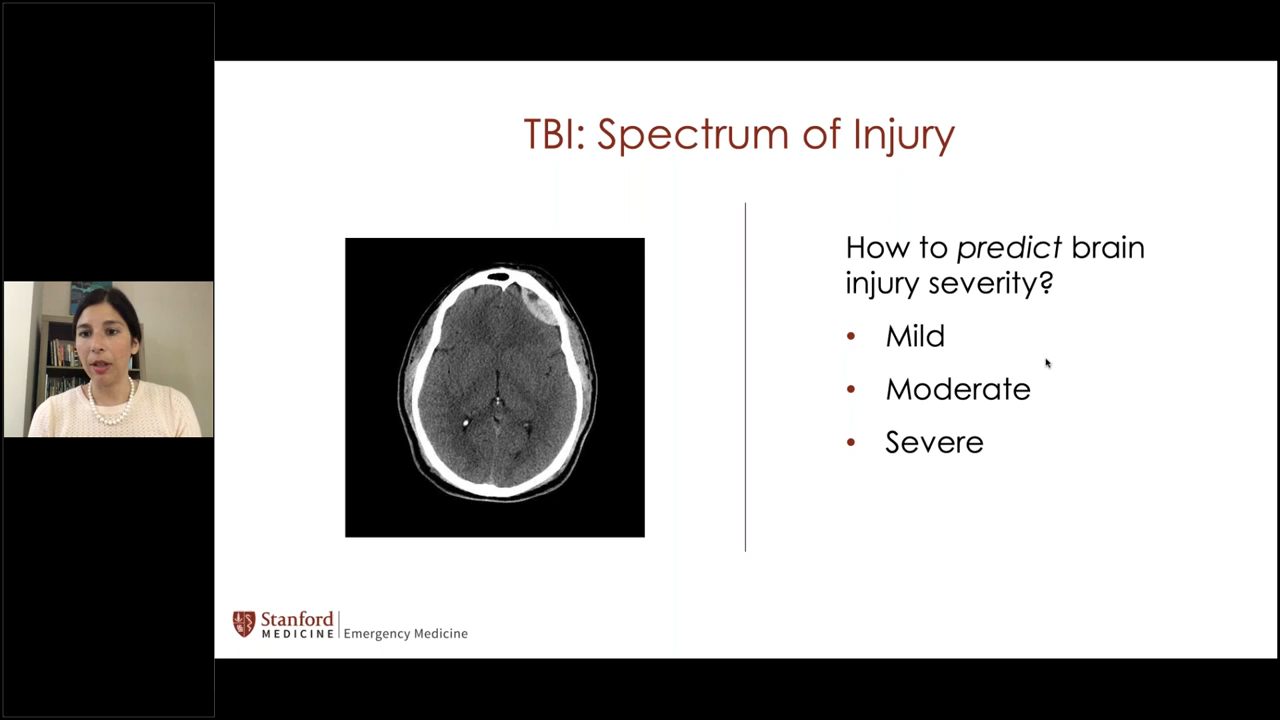 TBI: Spectrum of Injury
How to predict brain
injury severity?
• Mild
• Moderate
• Severe
Stanford
MEDICINE
Emergency Medicine